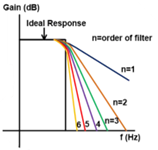 Gain (dB)
Ideal Response
n=order of filter
n=1
n=2
n=3
6 5 4
f (Hz)